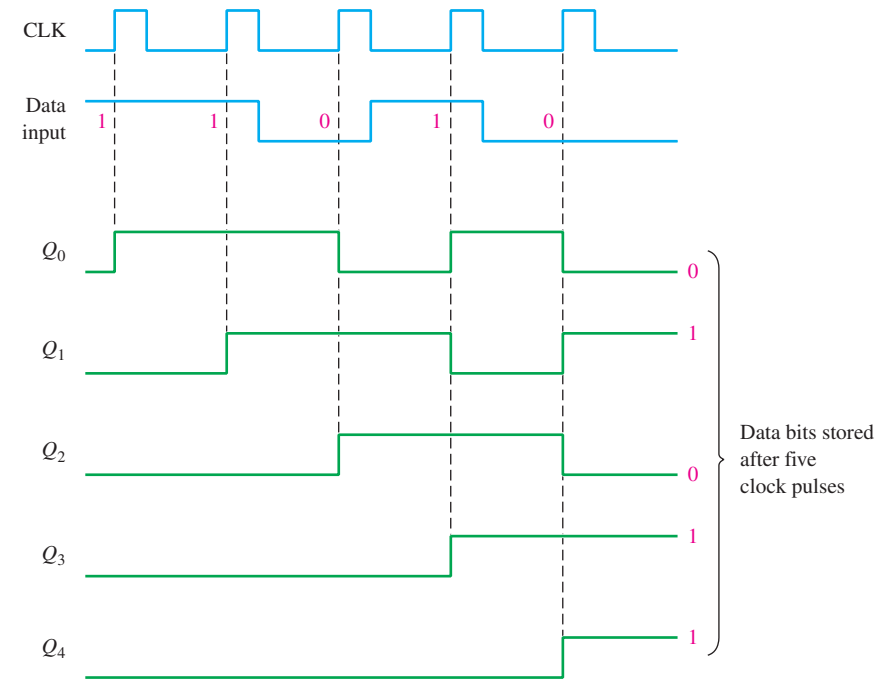 CLK
Data
input
1 1 0 1 0
Q0
0
Q1
1
Q2
0
Data bits stored
after five
clock pulses
Q3
1
Q4
1